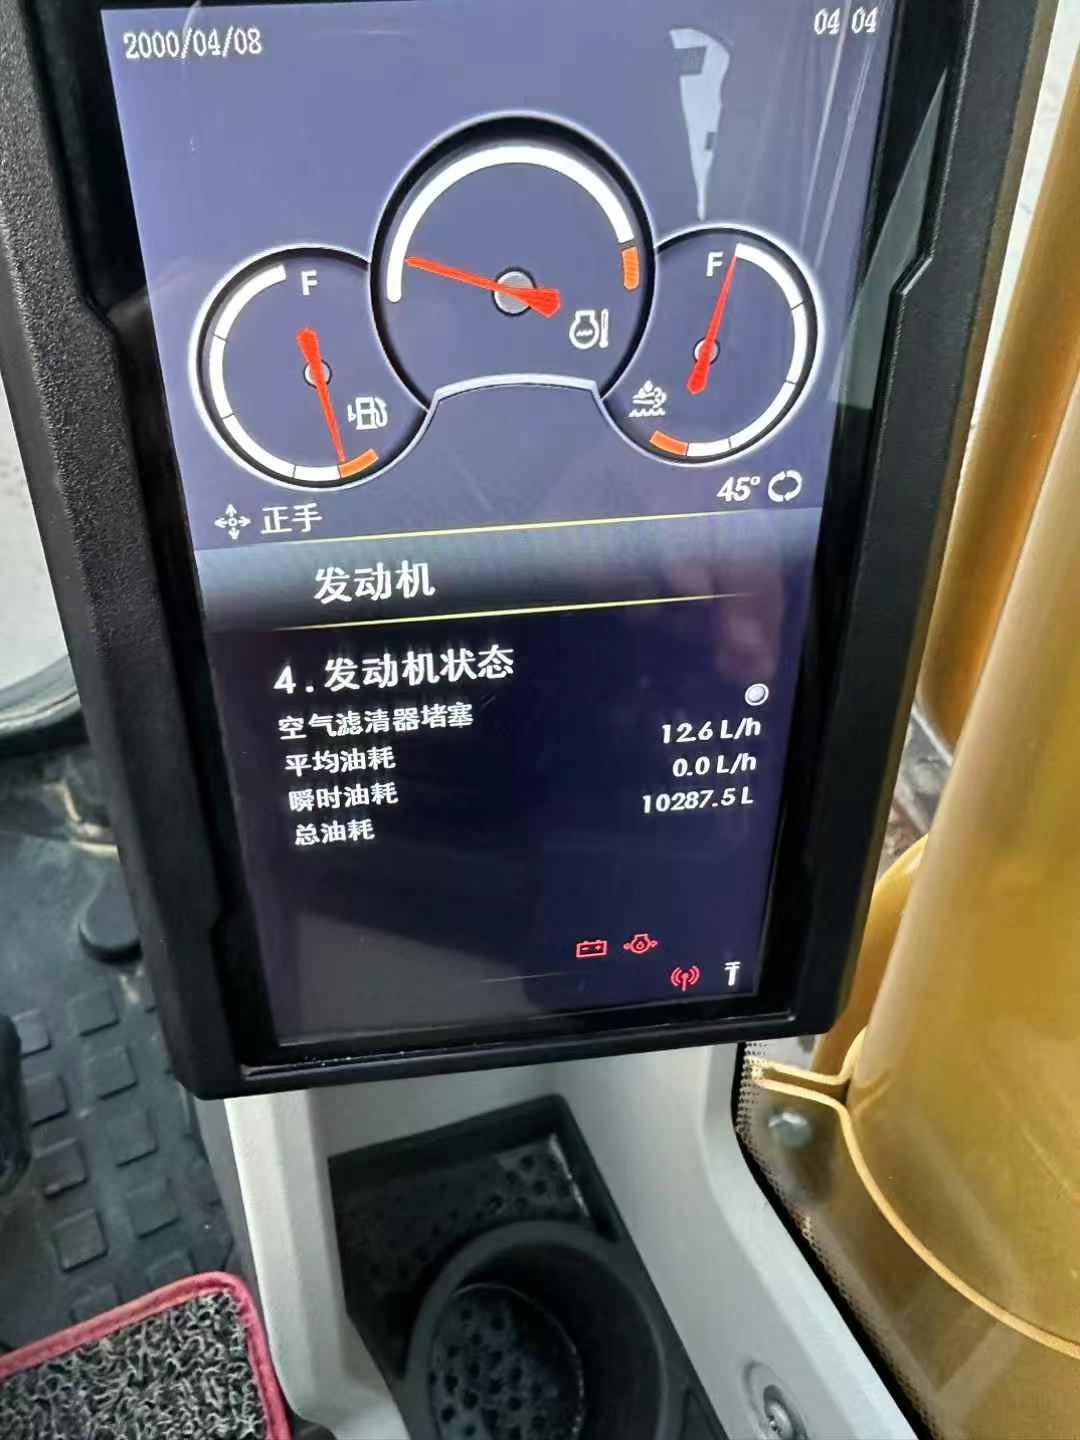 2000/04/08
04 04
F
F
45°
正手
发动机
4.发动机状态
空气滤清器堵塞
平均油耗 12.6 L/h
瞬时油耗 0.0 L/h
总油耗 10287.5 L